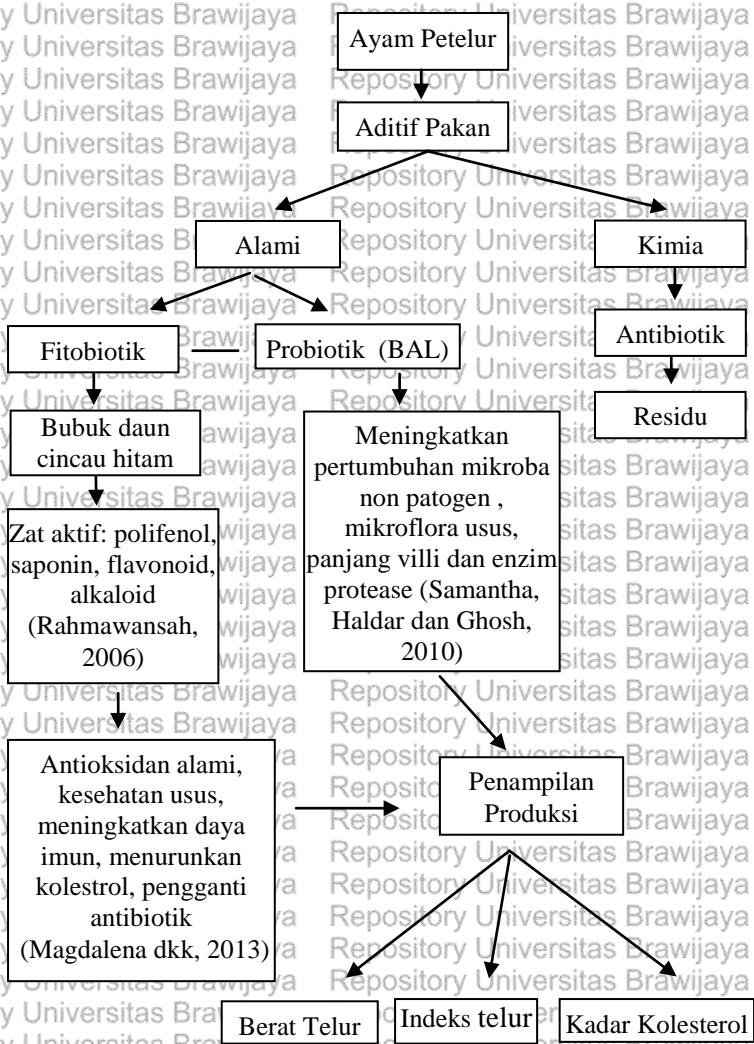 Ayam Petelur
Aditif Pakan
Alami
Kimia
Fitobiotik
Probiotik (BAL)
Antibiotik
Residu
Bubuk daun
cincau hitam
Meningkatkan
pertumbuhan mikroba
non patogen ,
mikroflora usus,
panjang villi dan enzim
protease (Samantha,
Haldar dan Ghosh,
2010)
Zat aktif: polifenol,
saponin, flavonoid,
alkaloid
(Rahmawansah,
2006)
Antioksidan alami,
kesehatan usus,
meningkatkan daya
imun, menurunkan
kolestrol, pengganti
antibiotik
(Magdalena dkk, 2013)
Penampilan
Produksi
Berat Telur
Indeks telur
Kadar Kolesterol
Repository Universitas Brawijaya